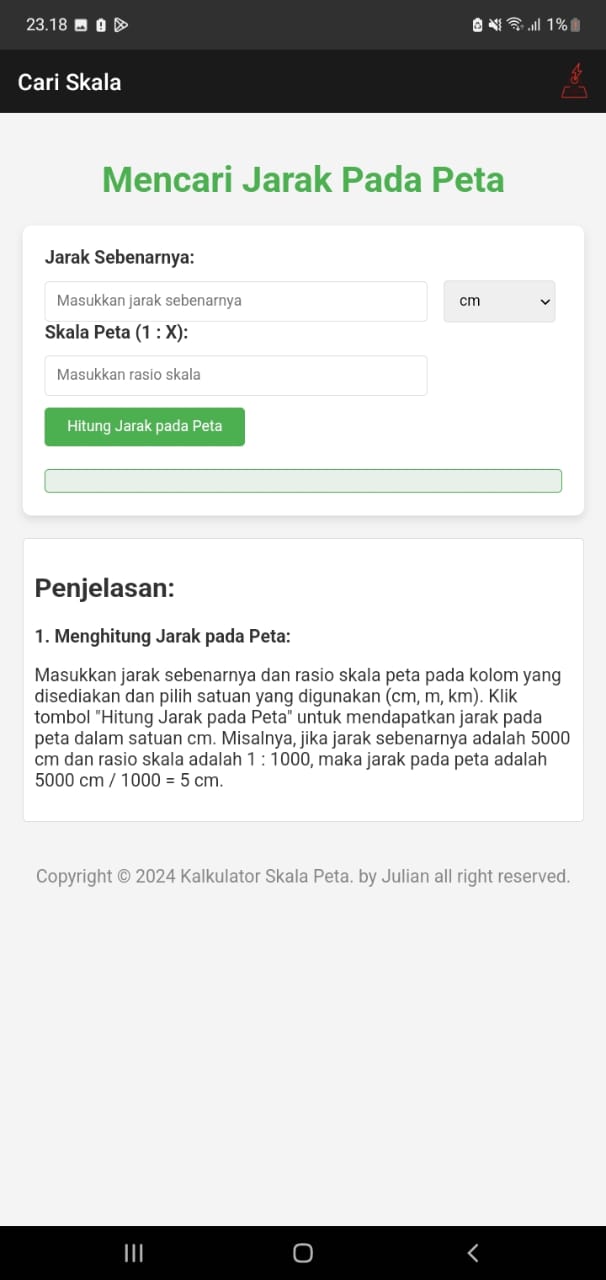 23.18
1%
Cari Skala
Mencari Jarak Pada Peta
Jarak Sebenarnya:
Masukkan jarak sebenarnya
cm
Skala Peta (1 : X):
Masukkan rasio skala
Hitung Jarak pada Peta
Penjelasan:
1. Menghitung Jarak pada Peta:
Masukkan jarak sebenarnya dan rasio skala peta pada kolom yang
disediakan dan pilih satuan yang digunakan (cm, m, km). Klik
tombol "Hitung Jarak pada Peta" untuk mendapatkan jarak pada
peta dalam satuan cm. Misalnya, jika jarak sebenarnya adalah 5000
cm dan rasio skala adalah 1 : 1000, maka jarak pada peta adalah
5000 cm / 1000 = 5 cm.
Copyright © 2024 Kalkulator Skala Peta. by Julian all right reserved.